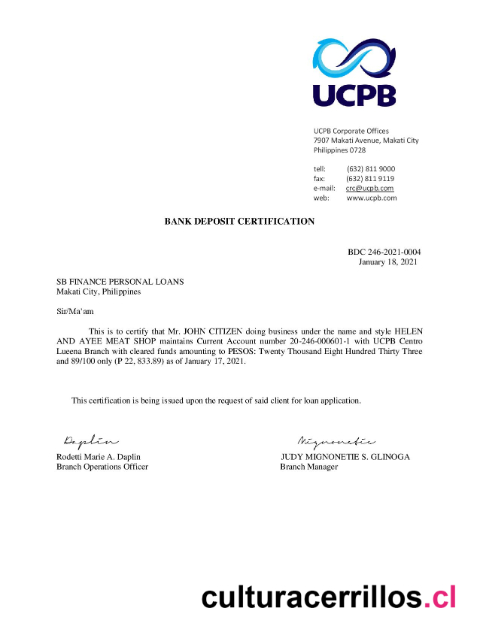 UCPB
UCPB Corporate Offices
7907 Makati Avenue, Makati City
Philippines 0728
tell: (632) 811 9000
fax: (632) 811 9119
e-mail: crc@ucpb.com
web: www.ucpb.com
BANK DEPOSIT CERTIFICATION
BDC 246-2021-0004
January 18, 2021
SB FINANCE PERSONAL LOANS
Makati City, Philippines
Sir/Ma'am
This is to certify that Mr. JOHN CITIZEN doing business under the name and style HELEN
AND AYEE MEAT SHOP maintains Current Account number 20-246-000601-1 with UCPB Centro
Lucena Branch with cleared funds amounting to PESOS: Twenty Thousand Eight Hundred Thirty Three
and 89/100 only (P 22, 833.89) as of January 17, 2021.
This certification is being issued upon the request of said client for loan application.
Daplin Mignonetie
Rodetti Marie A. Daplin JUDY MIGNONETIE S. GLINOGA
Branch Operations Officer Branch Manager
culturacerrillos.cl